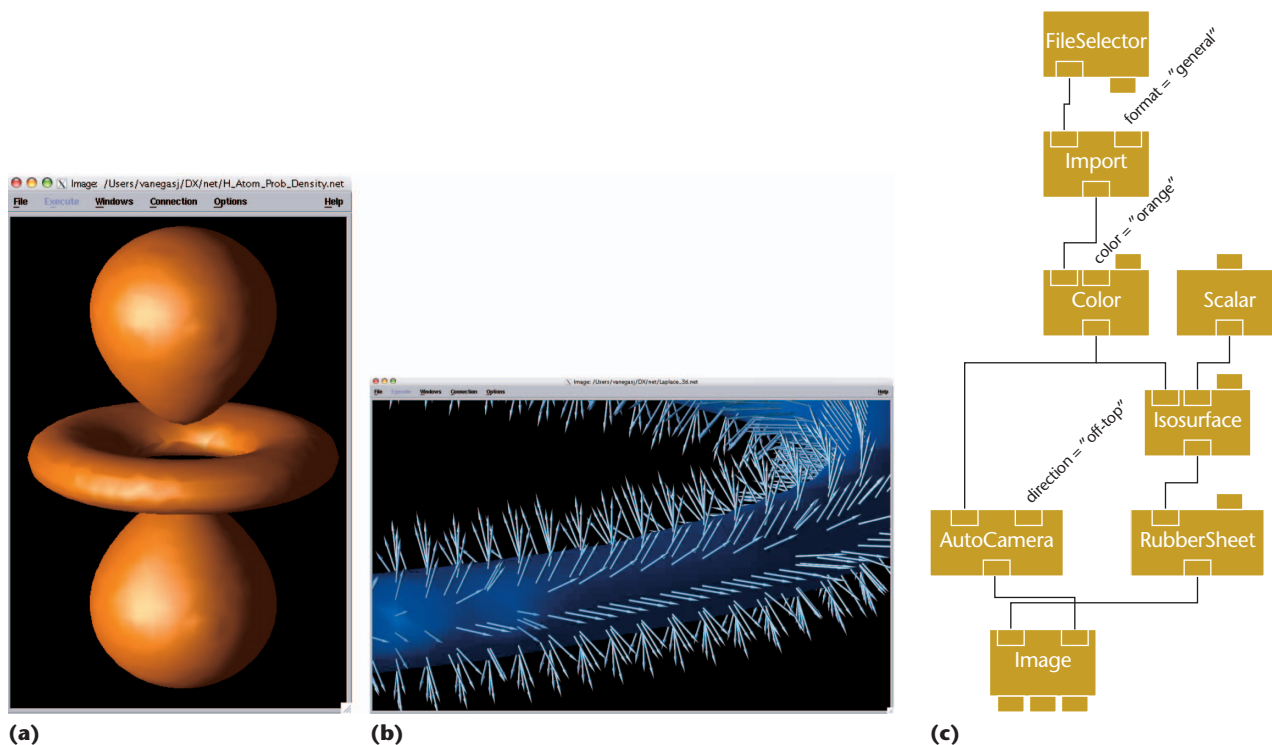 Image: /Users/vanegasj/DX/net/H_Atom_Prob_Density.net
File Execute Windows Connection Options Help
(a)
Image: /Users/vanegasj/DX/net/Laplace_3d.net
File Execute Windows Connection Options Help
(b)
FileSelector
format = "general"
Import
color = "orange"
Color
Scalar
Isosurface
direction = "off-top"
AutoCamera
RubberSheet
Image
(c)